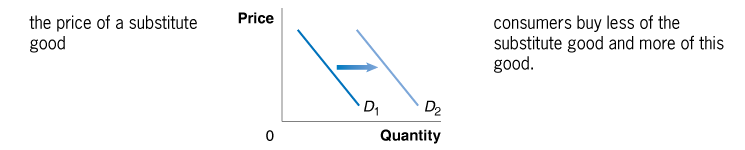 the price of a substitute
good
Price
D1
D2
0
Quantity
consumers buy less of the
substitute good and more of this
good.